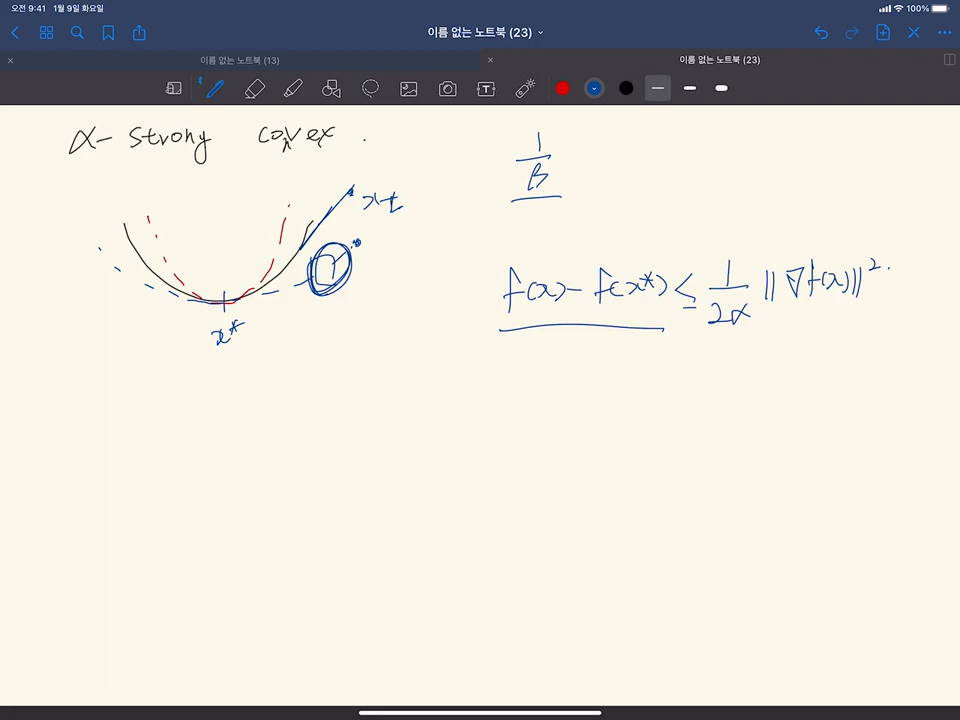 오전 9:41 1월 9일 화요일
100%
이름 없는 노트북 (23)
이름 없는 노트북 (13)
이름 없는 노트북 (23)
α- strong convex .
1/β
x_t
x*
f(x) - f(x*) ≤ 1/2α ||∇f(x)||².